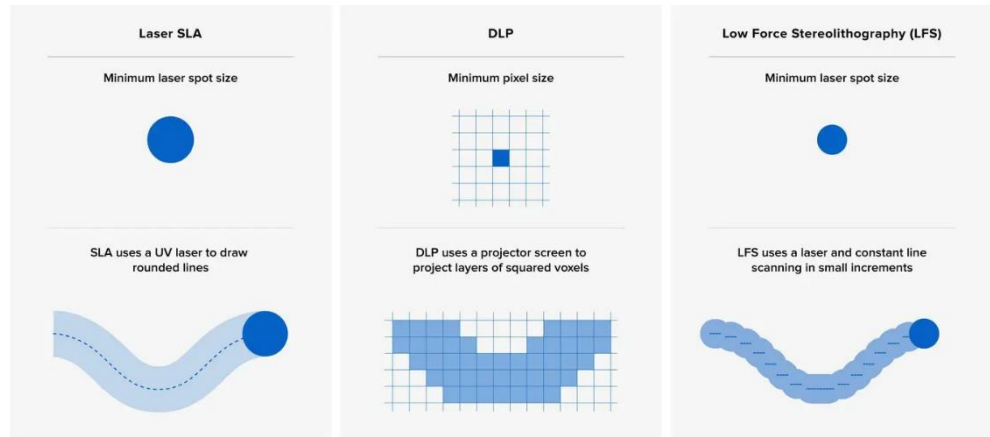 Laser SLA
Minimum laser spot size
SLA uses a UV laser to draw
rounded lines
DLP
Minimum pixel size
DLP uses a projector screen to
project layers of squared voxels
Low Force Stereolithography (LFS)
Minimum laser spot size
LFS uses a laser and constant line
scanning in small increments